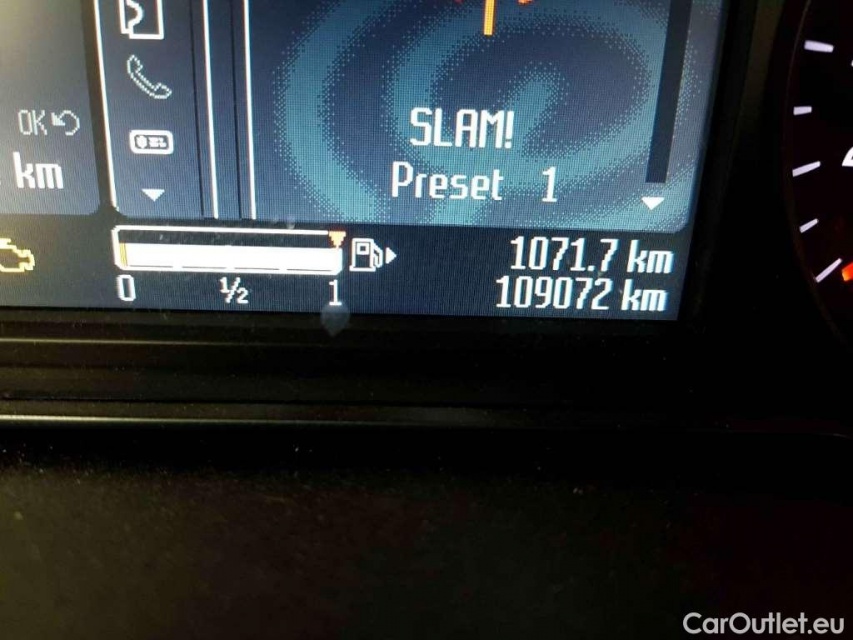 OK
km
SLAM!
Preset 1
1071.7 km
0 ½ 1
109072 km
CarOutlet.eu